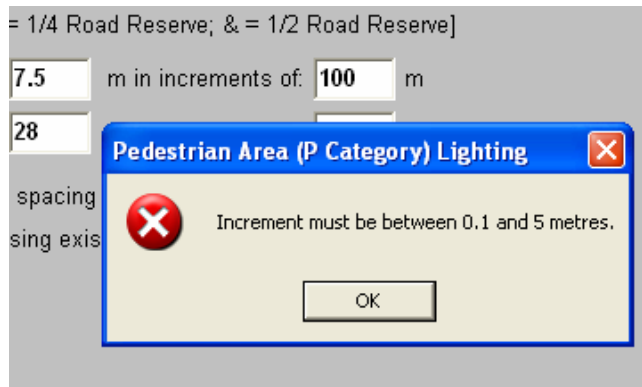 = 1/4 Road Reserve; & = 1/2 Road Reserve]
7.5 m in increments of: 100 m
28
Pedestrian Area (P Category) Lighting
spacing
Increment must be between 0.1 and 5 metres.
sing exis
OK